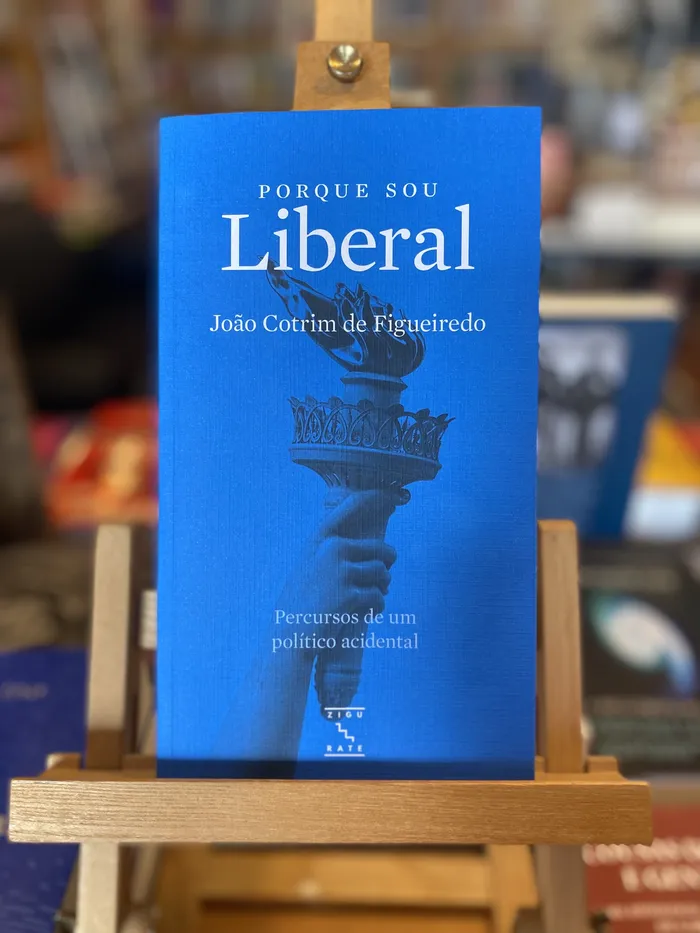 PORQUE SOU
Liberal
João Cotrim de Figueiredo
Percursos de um
político acidental
ZIGU
RATE